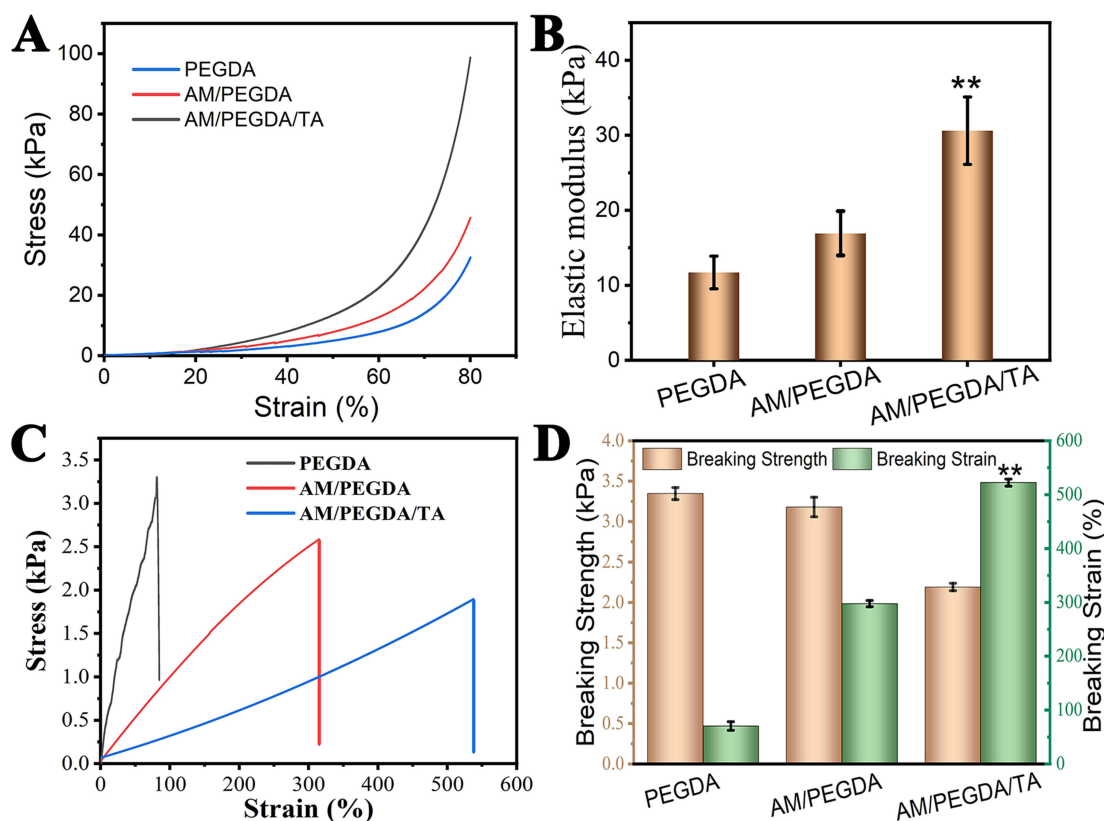 A
Stress (kPa)
100
80
60
40
20
0
PEGDA
AM/PEGDA
AM/PEGDA/TA
0 20 40 60 80
Strain (%)
B
Elastic modulus (kPa)
40
30
20
10
0
**
PEGDA
AM/PEGDA
AM/PEGDA/TA
C
Stress (kPa)
3.5
3.0
2.5
2.0
1.5
1.0
0.5
0.0
PEGDA
AM/PEGDA
AM/PEGDA/TA
0 100 200 300 400 500 600
Strain (%)
D
Breaking Strength (kPa)
4.0
3.5
3.0
2.5
2.0
1.5
1.0
0.5
0.0
Breaking Strength
Breaking Strain
**
600
500
400
300
200
100
0
Breaking Strain (%)
PEGDA
AM/PEGDA
AM/PEGDA/TA